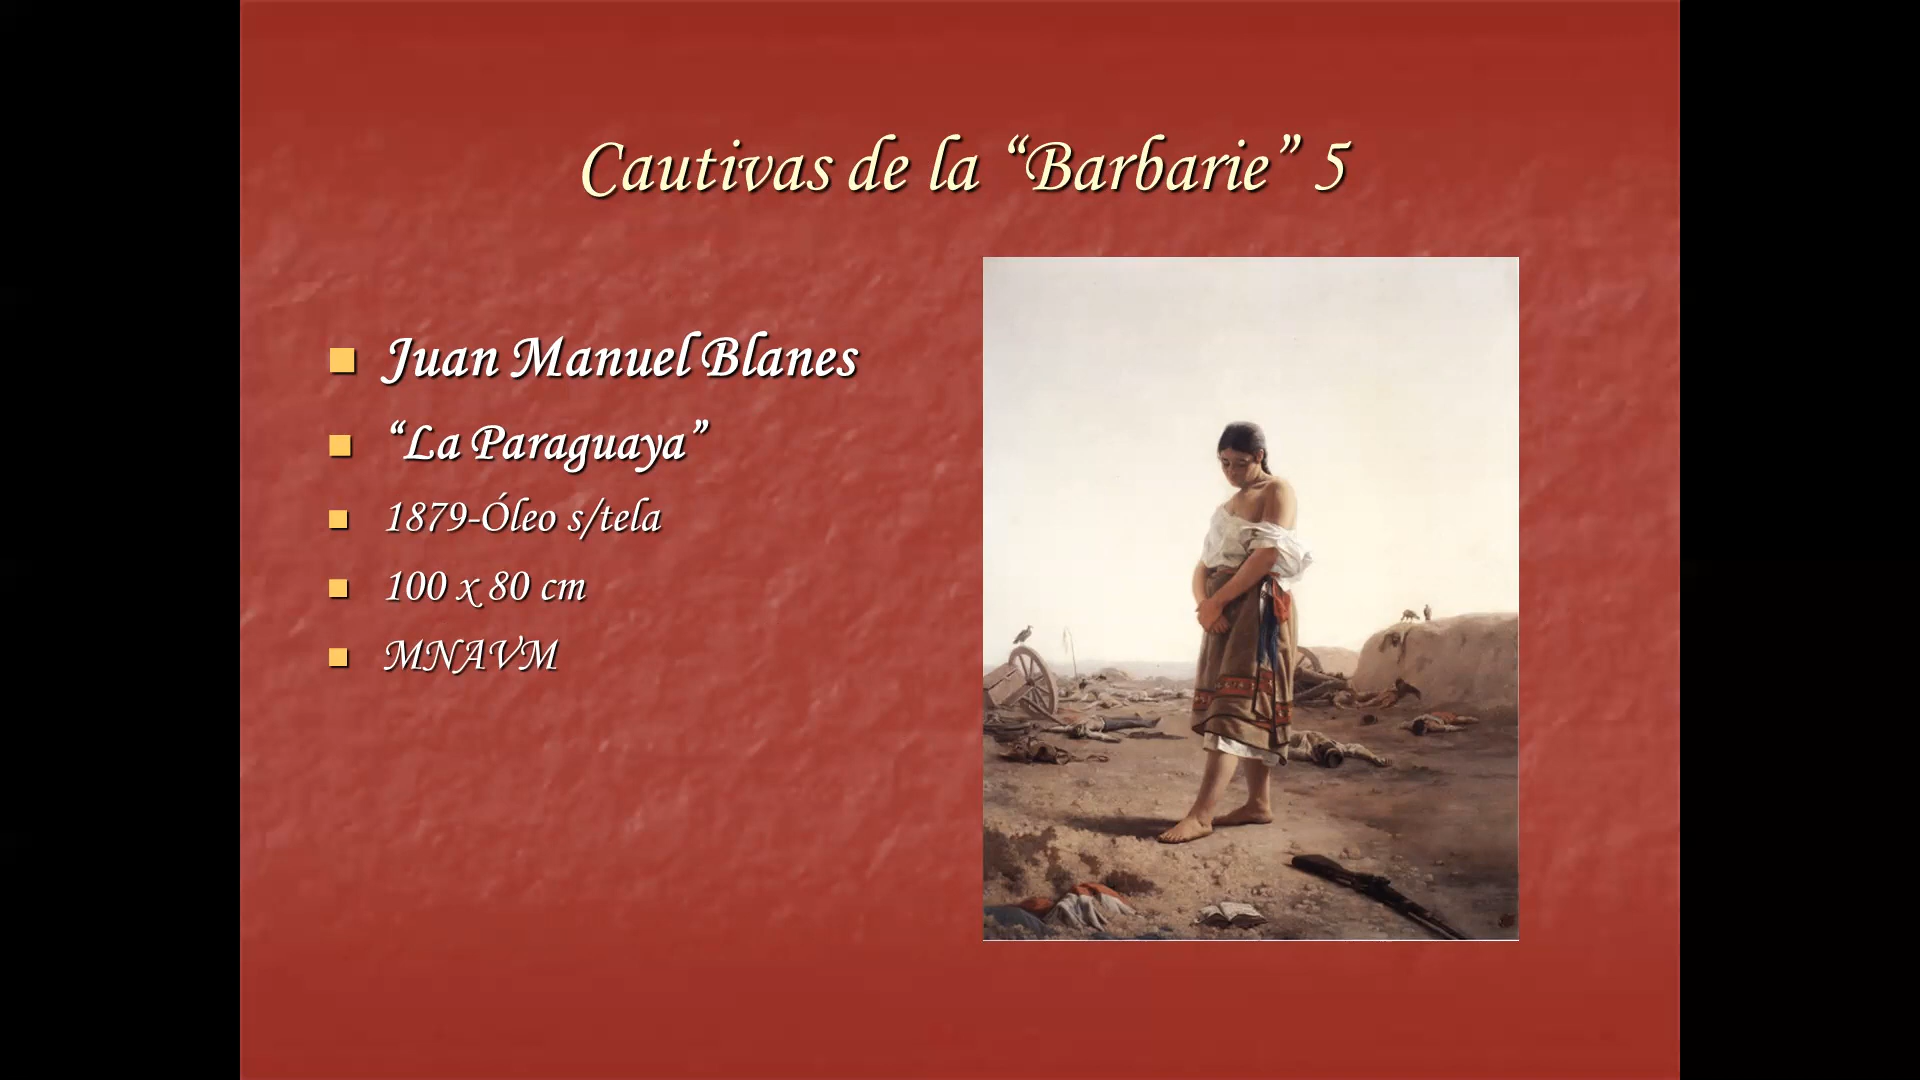 Cautivas de la “Barbarie” 5
Juan Manuel Blanes
“La Paraguaya”
1879-Óleo s/tela
100 x 80 cm
MNAVM